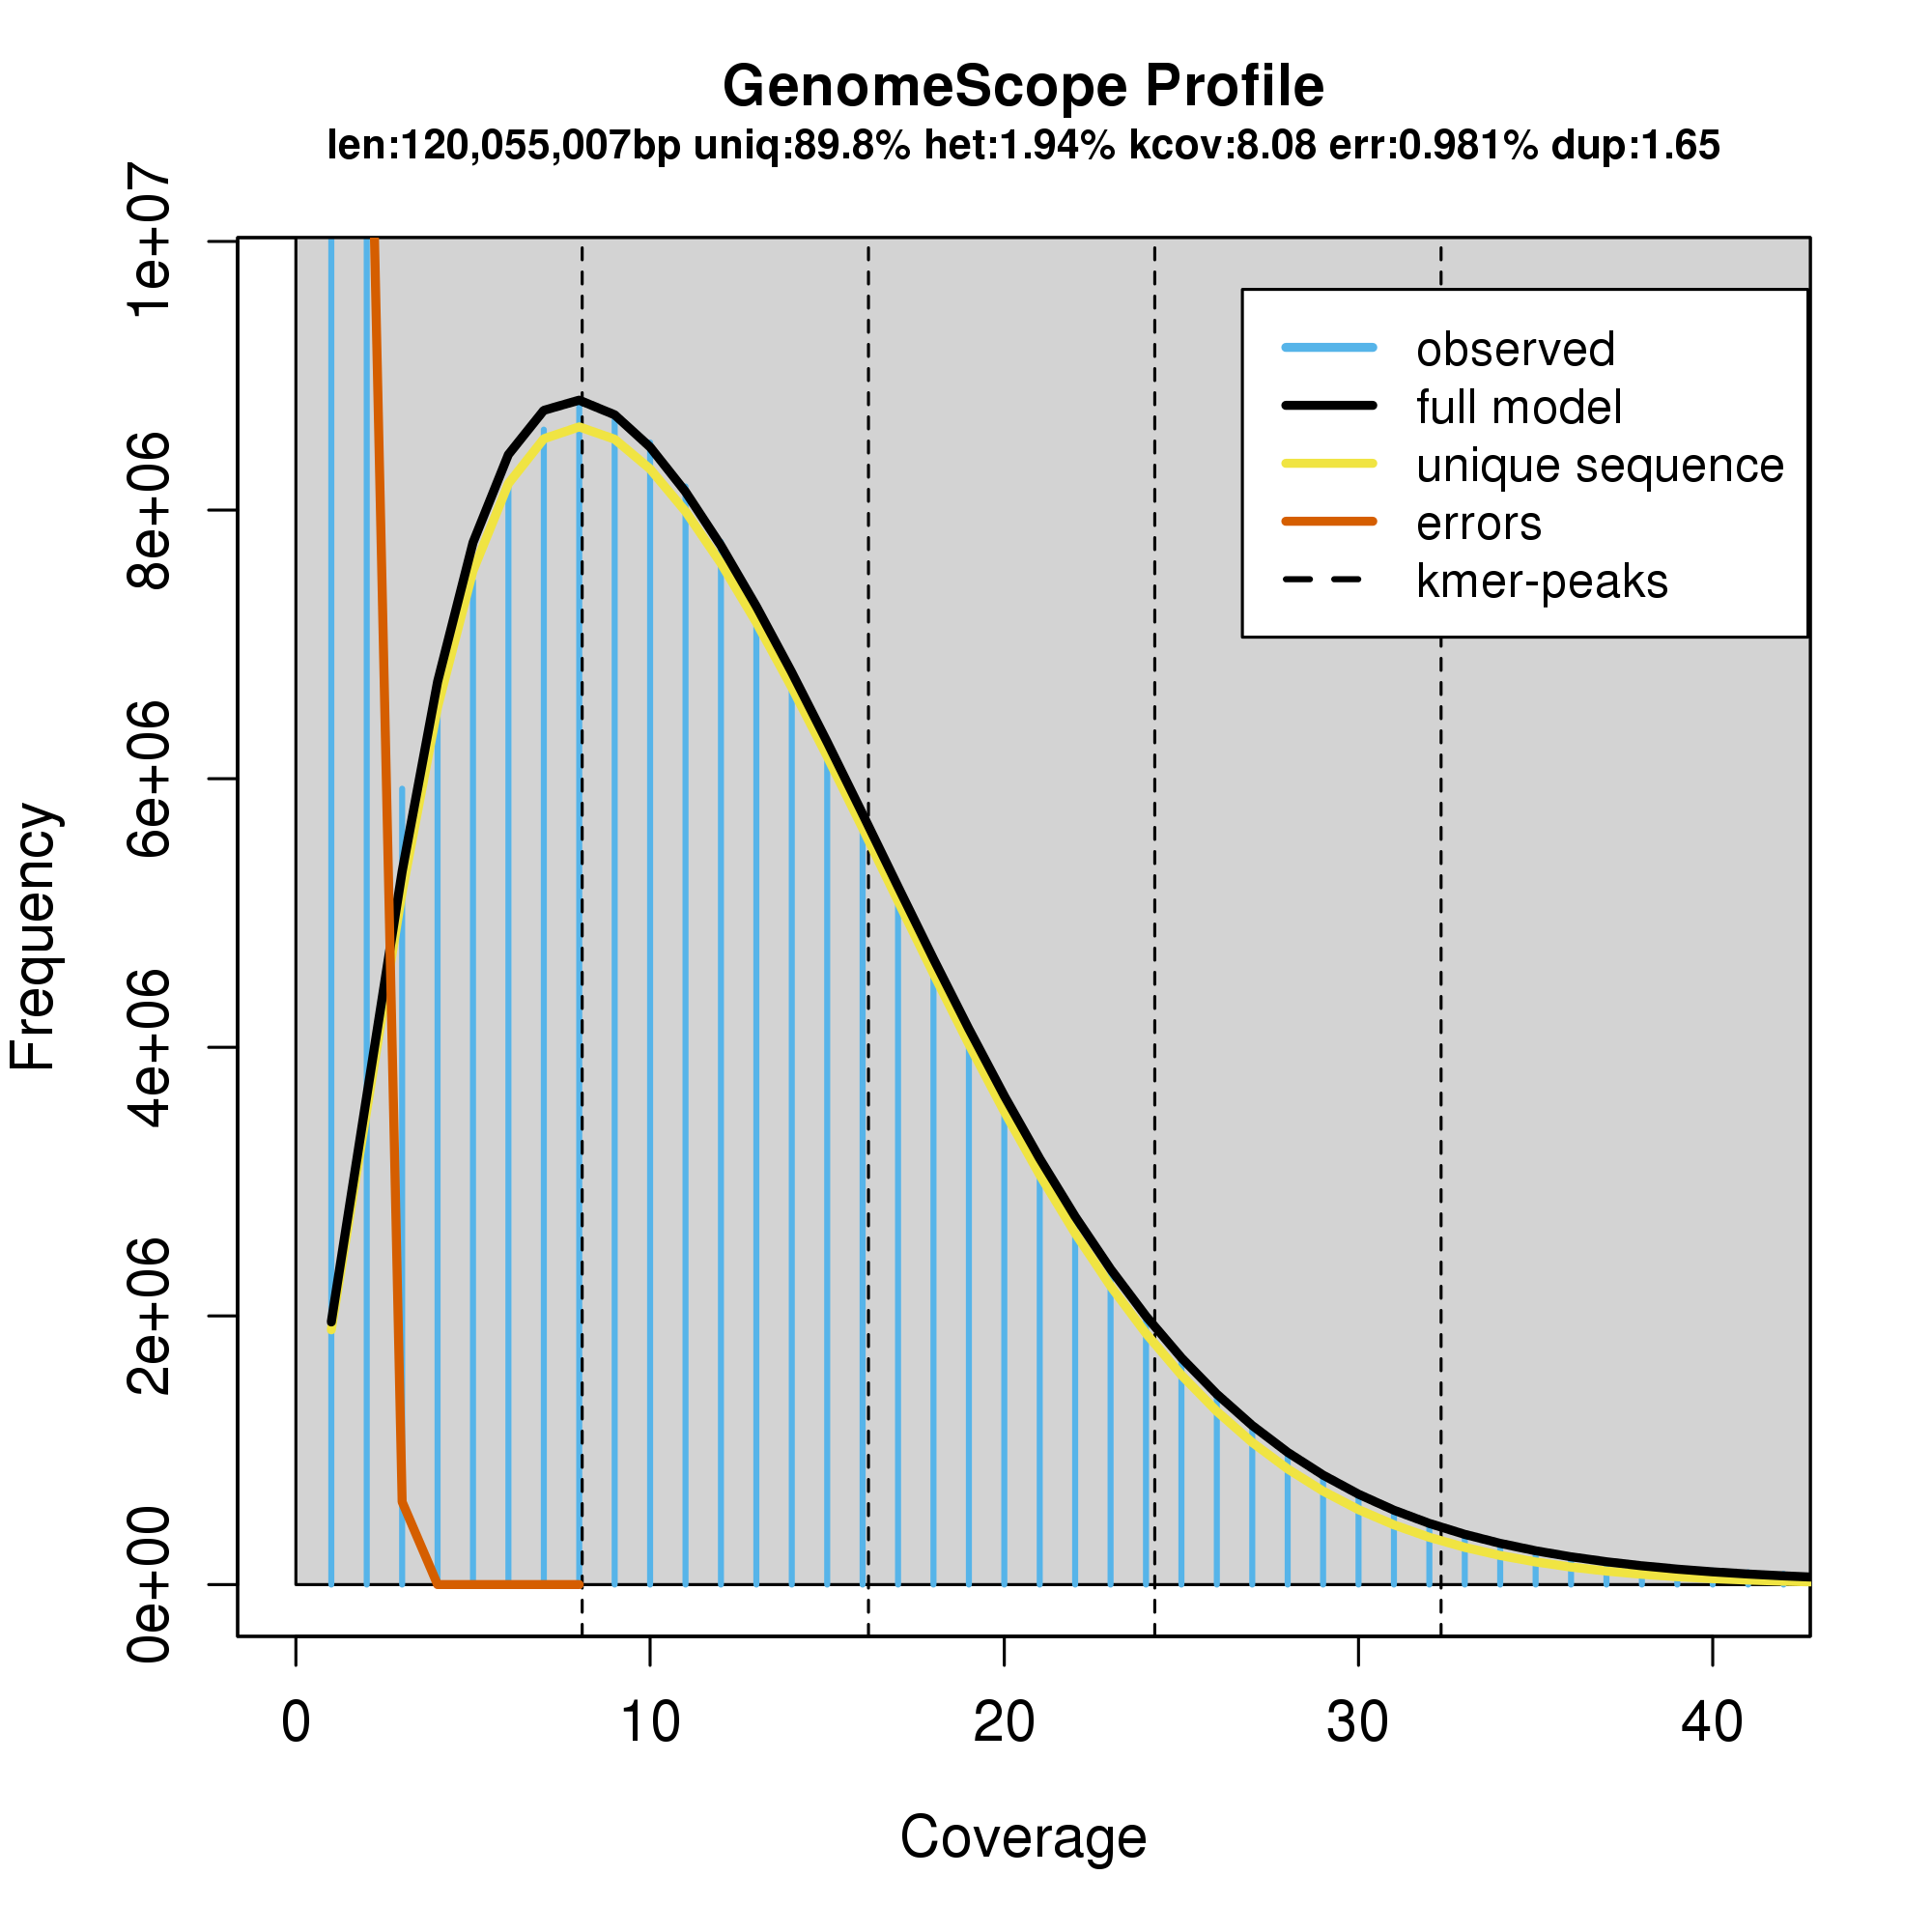 GenomeScope Profile
len:120,055,007bp uniq:89.8% het:1.94% kcov:8.08 err:0.981% dup:1.65
observed
full model
unique sequence
errors
kmer-peaks
Frequency
1e+07
8e+06
6e+06
4e+06
2e+06
0e+00
0 10 20 30 40
Coverage